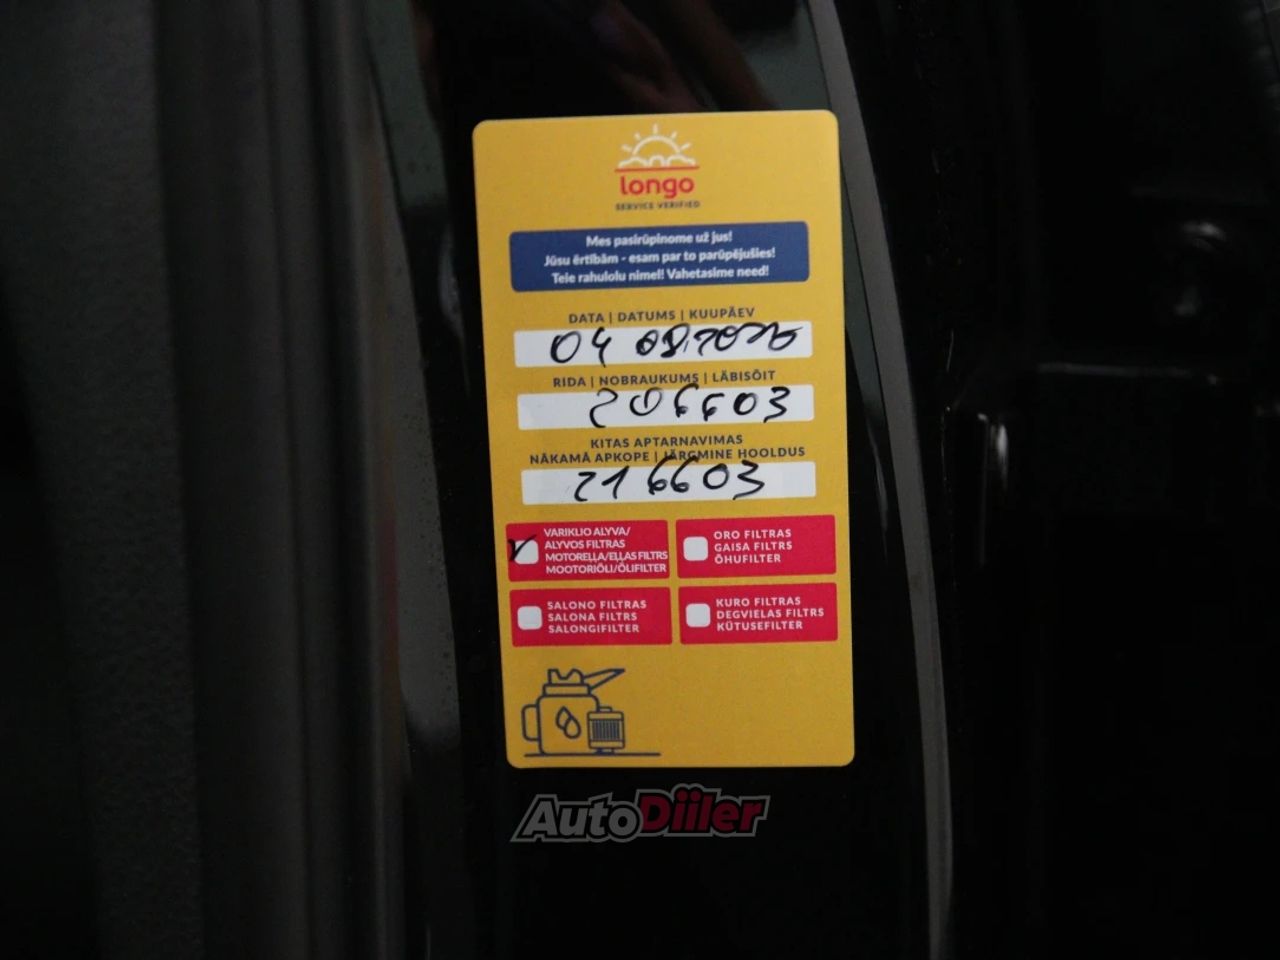 longo
SERVICE VERIFIED
Mes pasirūpinome už jus!
Jūsu ērtībām - esam par to parūpējušies!
Teie rahulolu nimel! Vahetasime need!
DATA | DATUMS | KUUPÄEV
04 08.2020
RIDA | NOBRAUKUMS | LÄBISÕIT
206603
KITAS APTARNAVIMAS
NĀKAMĀ APKOPE | JÄRGMINE HOOLDUS
216603
VARIKLIO ALYVA/
ALYVOS FILTRAS
MOTOREĻĻA/EĻĻAS FILTRS
MOOTORIÕLI/ÕLIFILTER
ORO FILTRAS
GAISA FILTRS
ÕHUFILTER
SALONO FILTRAS
SALONA FILTRS
SALONGIFILTER
KURO FILTRAS
DEGVIELAS FILTRS
KÜTUSEFILTER
AutoDiiler